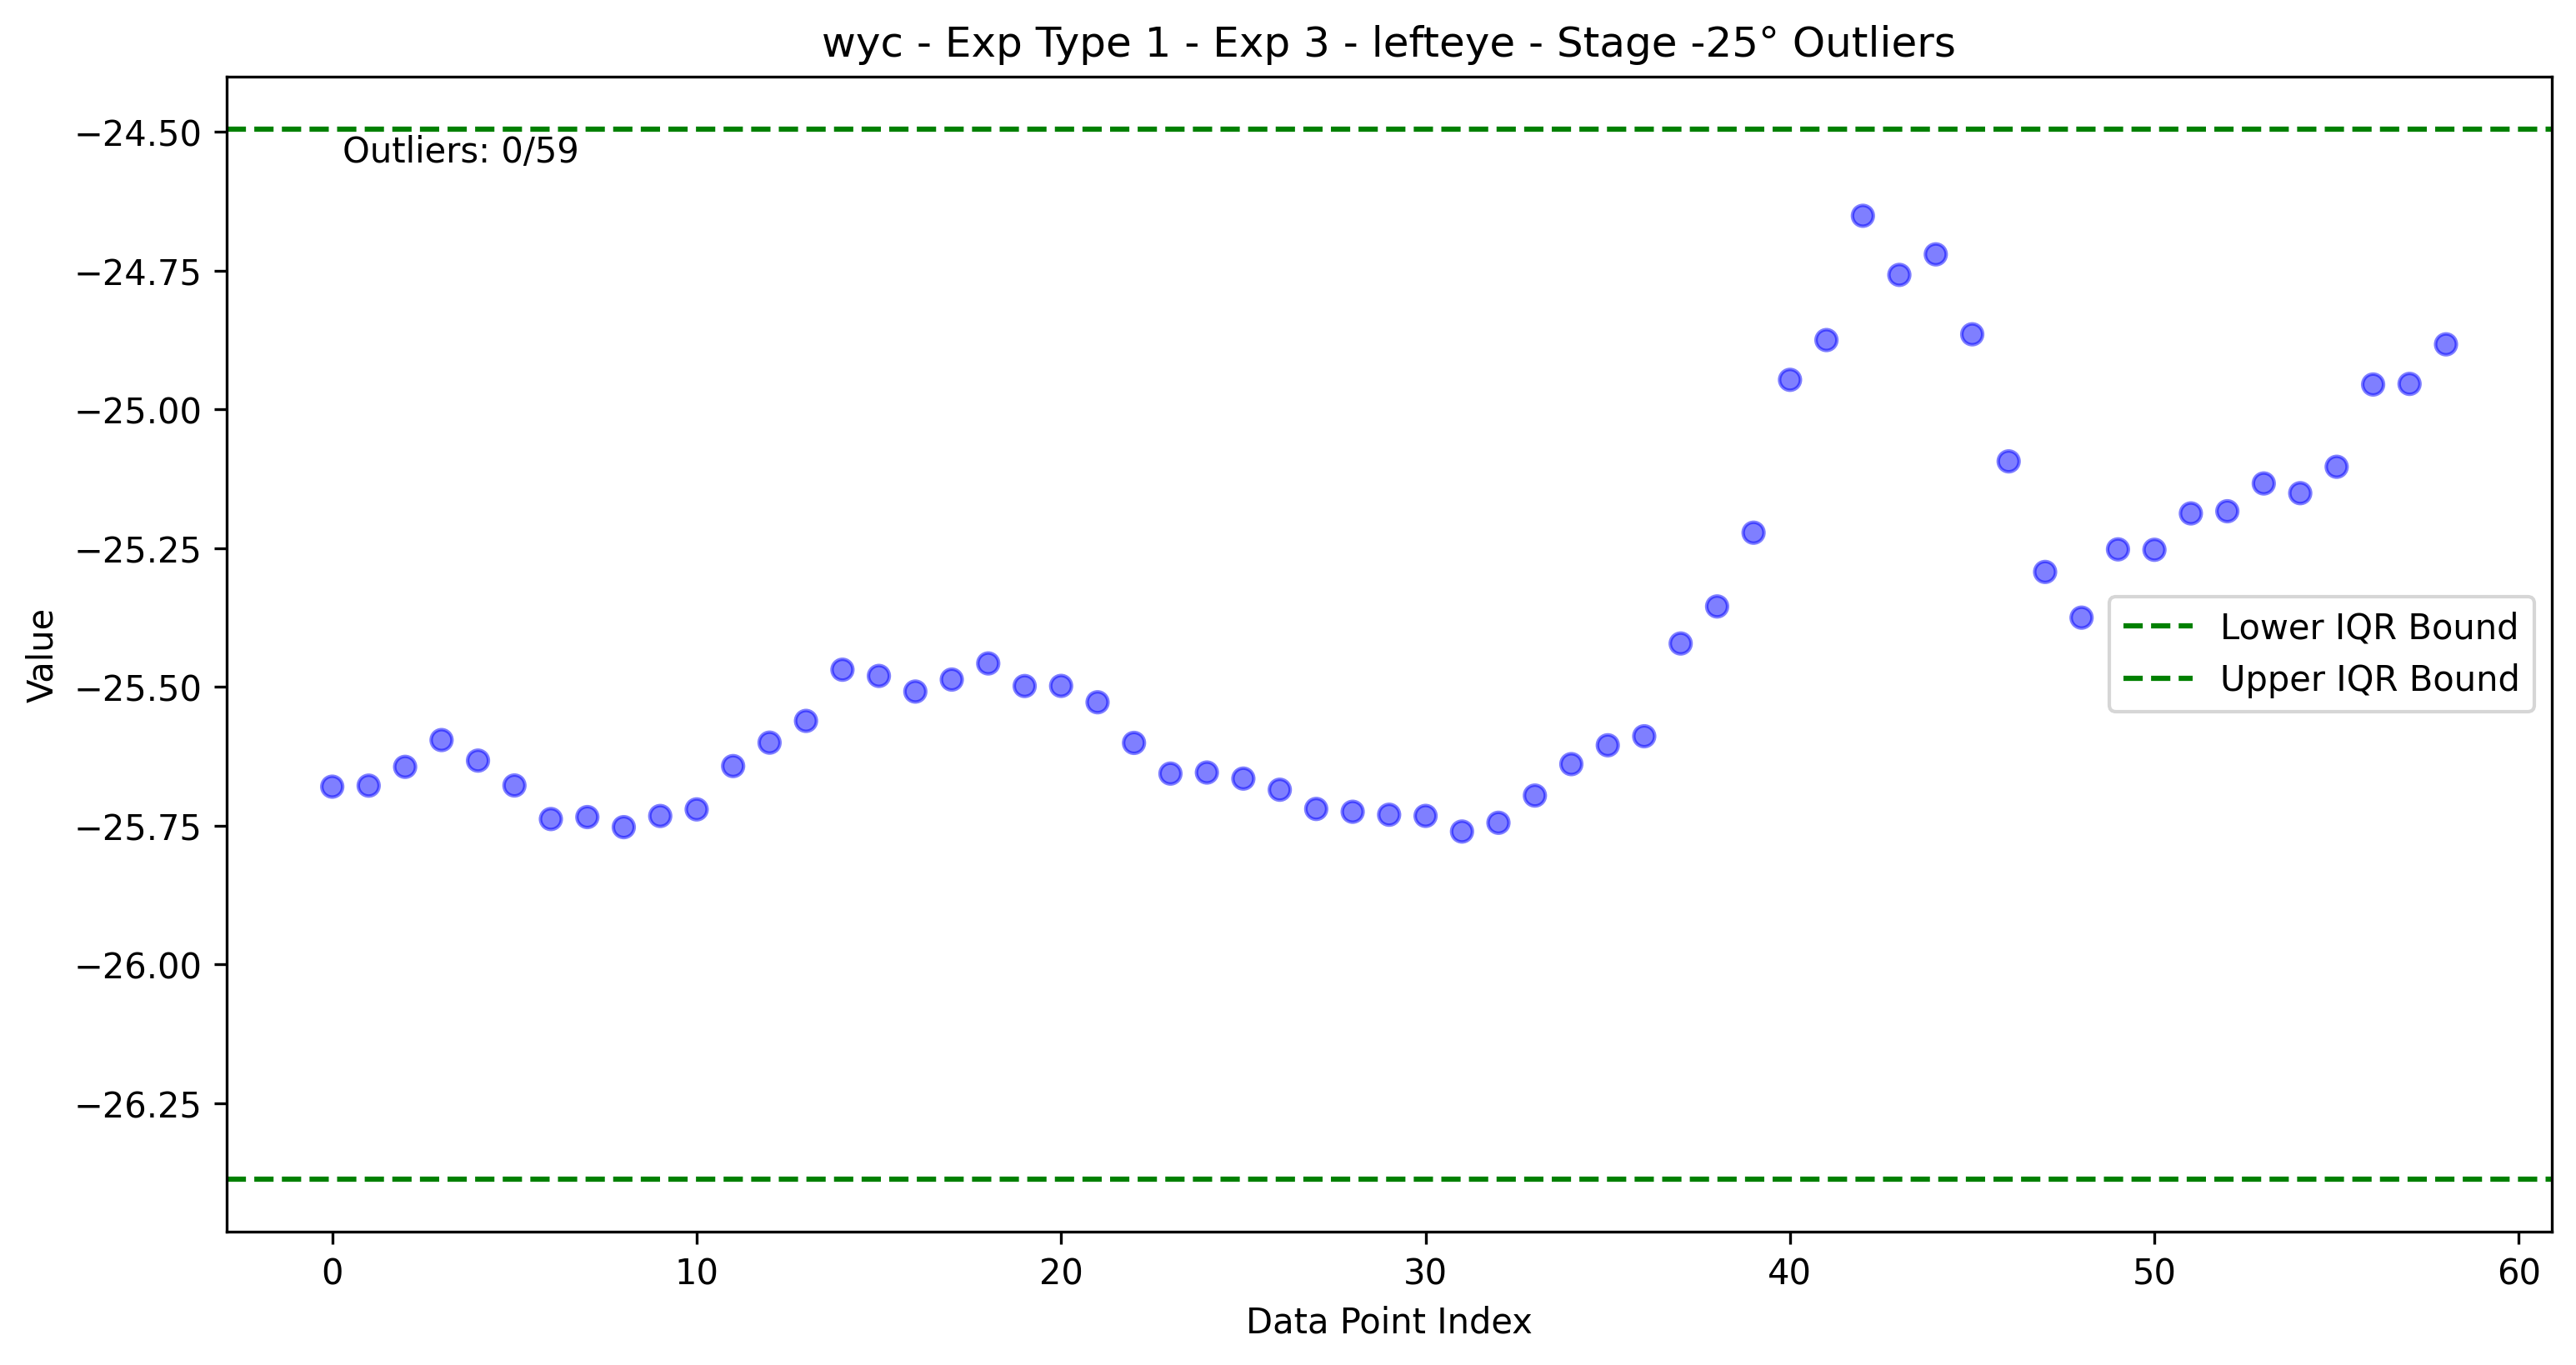 wyc - Exp Type 1 - Exp 3 - lefteye - Stage -25° Outliers
−24.50
−24.75
−25.00
−25.25
−25.50
−25.75
−26.00
−26.25
Value
Outliers: 0/59
Lower IQR Bound
Upper IQR Bound
0 10 20 30 40 50 60
Data Point Index